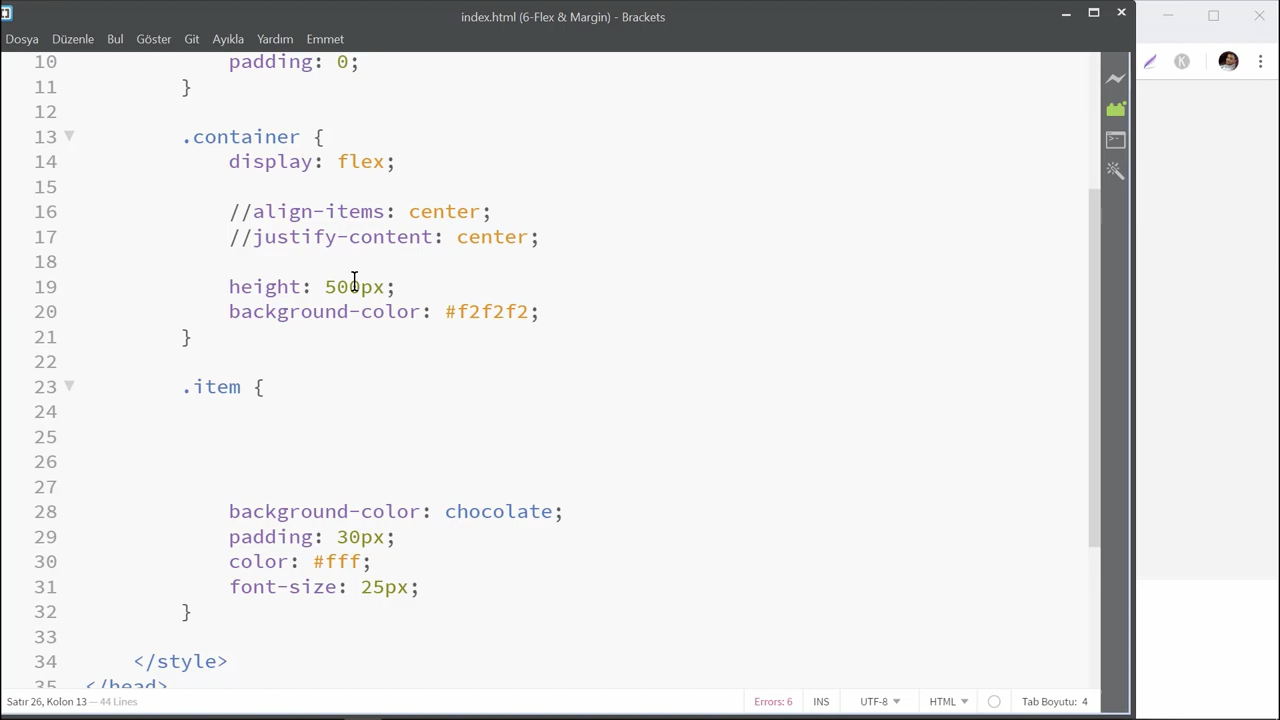 index.html (6-Flex & Margin) - Brackets
Dosya Düzenle Bul Göster Git Ayıkla Yardım Emmet
10 padding: 0;
11 }
12
13 .container {
14 display: flex;
15
16 //align-items: center;
17 //justify-content: center;
18
19 height: 500px;
20 background-color: #f2f2f2;
21 }
22
23 .item {
24
25
26
27
28 background-color: chocolate;
29 padding: 30px;
30 color: #fff;
31 font-size: 25px;
32 }
33
34 </style>
35 </head>
Satır 26, Kolon 13 — 44 Lines Errors: 6 INS UTF-8 HTML Tab Boyutu: 4